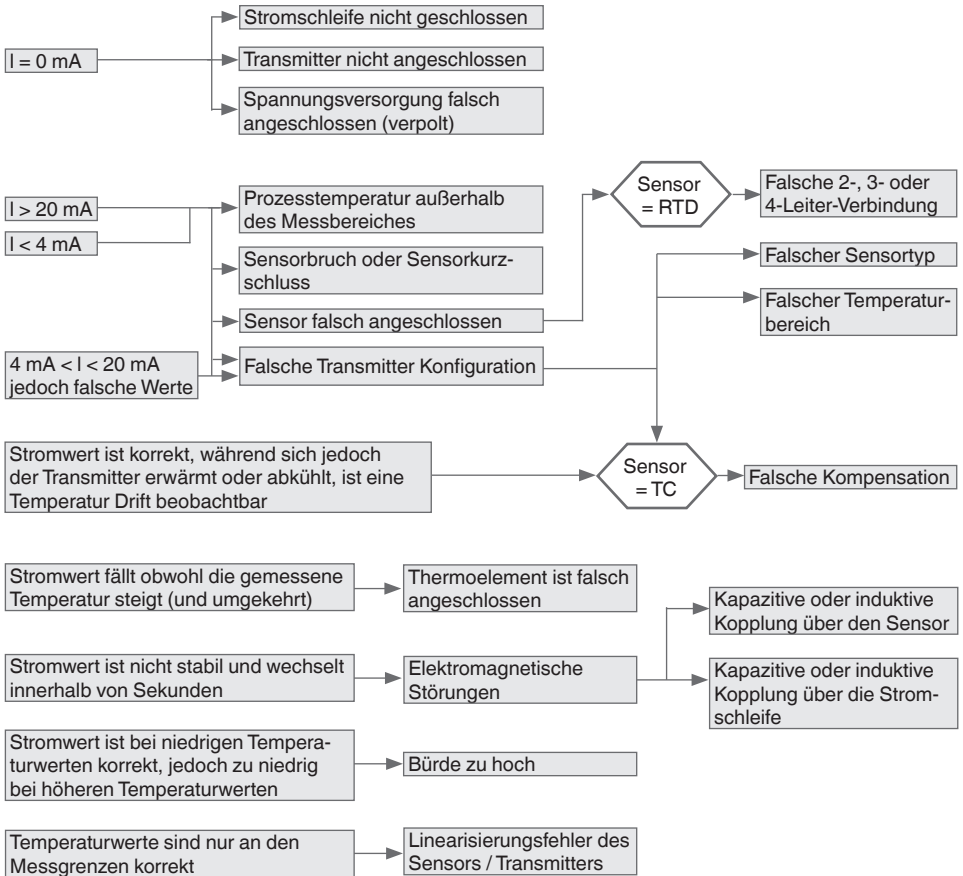 Stromschleife nicht geschlossen
I = 0 mA
Transmitter nicht angeschlossen
Spannungsversorgung falsch
angeschlossen (verpolt)
I > 20 mA
I < 4 mA
Prozesstemperatur außerhalb
des Messbereiches
Sensor
= RTD
Falsche 2-, 3- oder
4-Leiter-Verbindung
Sensorbruch oder Sensorkurz-
schluss
Falscher Sensortyp
Sensor falsch angeschlossen
Falscher Temperatur-
bereich
4 mA < I < 20 mA
jedoch falsche Werte
Falsche Transmitter Konfiguration
Stromwert ist korrekt, während sich jedoch
der Transmitter erwärmt oder abkühlt, ist eine
Temperatur Drift beobachtbar
Sensor
= TC
Falsche Kompensation
Stromwert fällt obwohl die gemessene
Temperatur steigt (und umgekehrt)
Thermoelement ist falsch
angeschlossen
Kapazitive oder induktive
Kopplung über den Sensor
Stromwert ist nicht stabil und wechselt
innerhalb von Sekunden
Elektromagnetische
Störungen
Kapazitive oder induktive
Kopplung über die Strom-
schleife
Stromwert ist bei niedrigen Tempera-
turwerten korrekt, jedoch zu niedrig
bei höheren Temperaturwerten
Bürde zu hoch
Temperaturwerte sind nur an den
Messgrenzen korrekt
Linearisierungsfehler des
Sensors / Transmitters